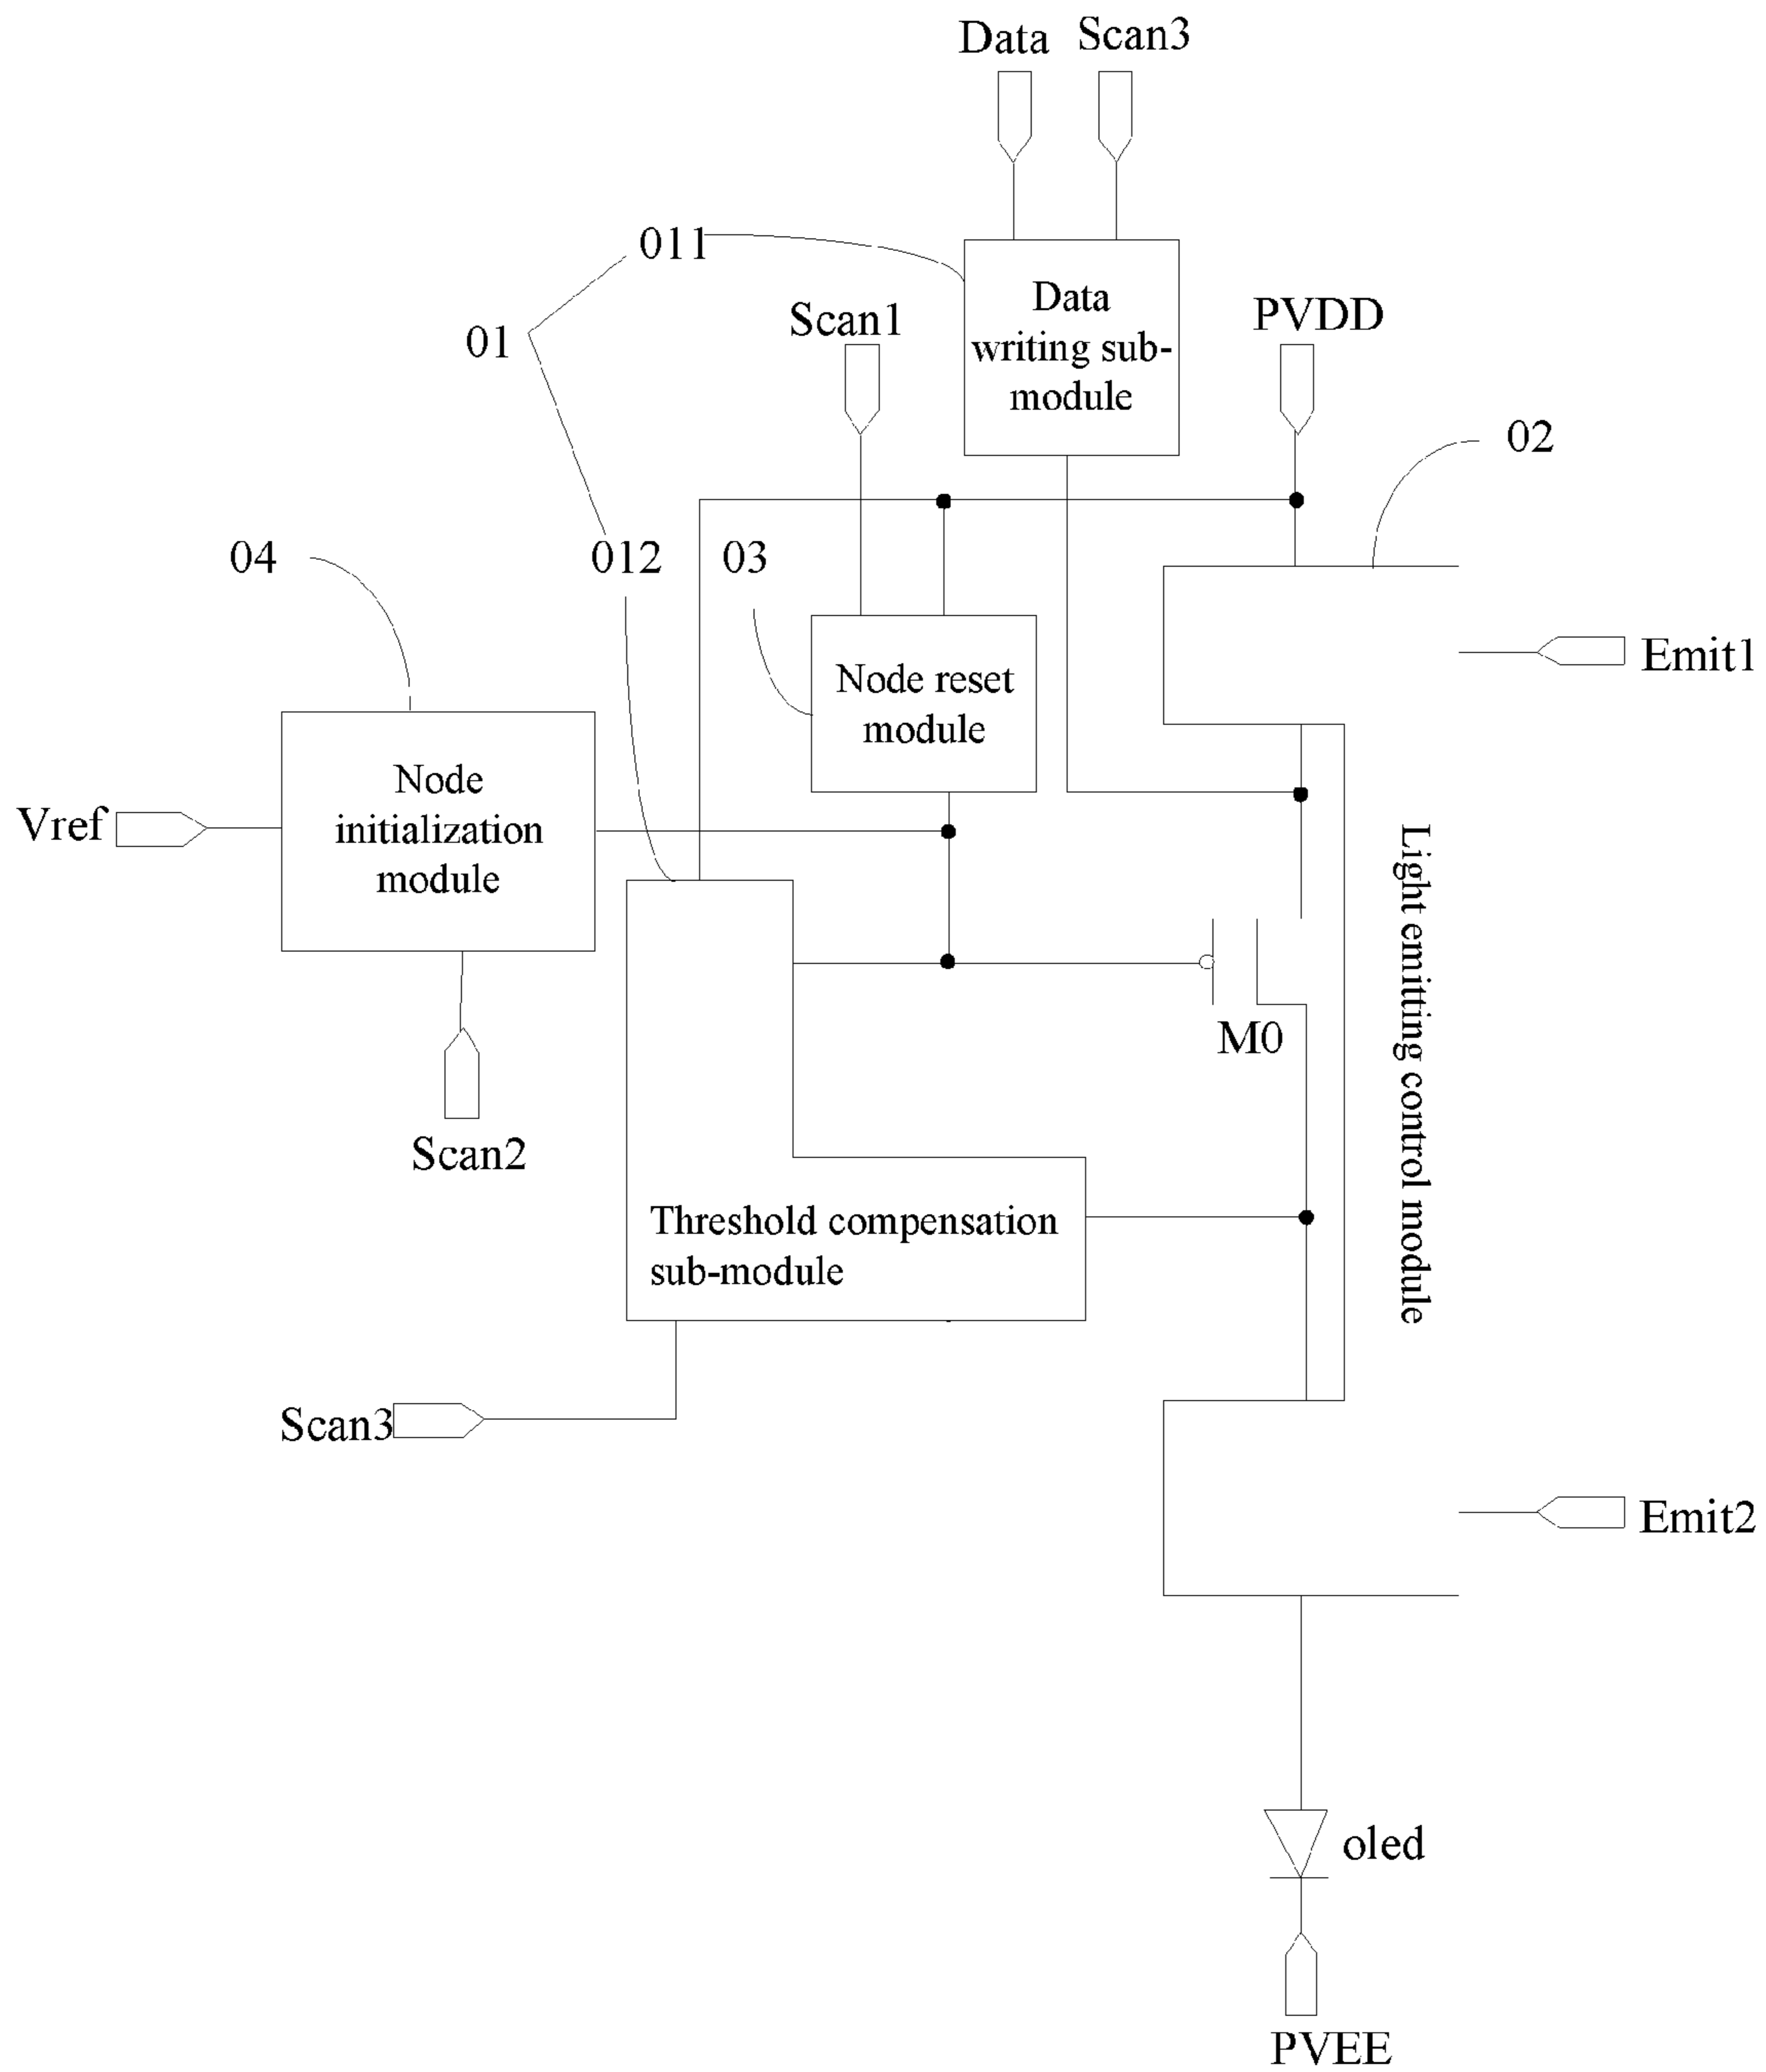 Data Scan3
011
Data
writing sub-
module
Scan1
PVDD
01
02
04
012
03
Emit1
Node reset
module
Node
initialization
module
Vref
Light emitting control module
M0
Scan2
Threshold compensation
sub-module
Scan3
Emit2
oled
PVEE